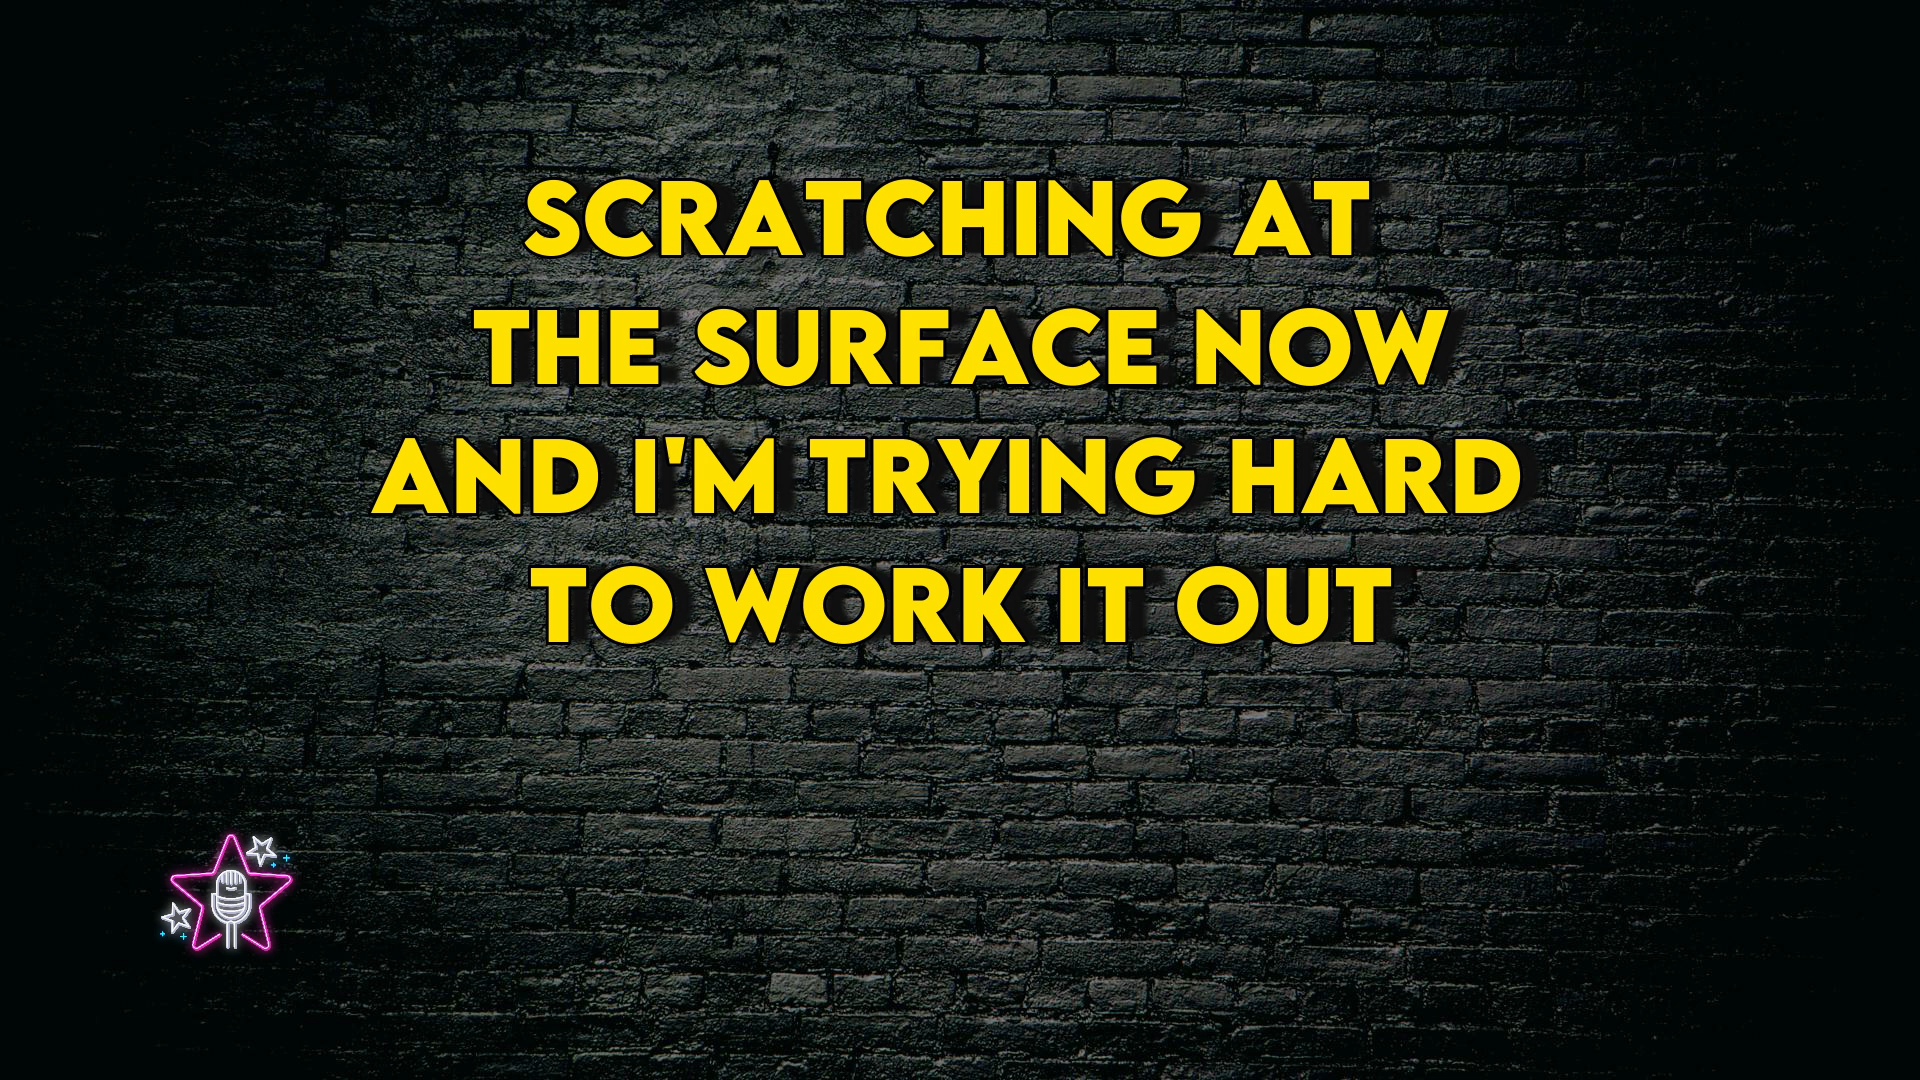 SCRATCHING AT
THE SURFACE NOW
AND I'M TRYING HARD
TO WORK IT OUT